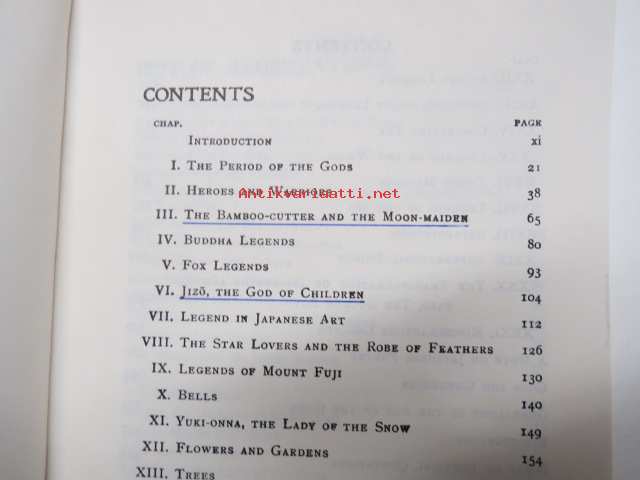 CONTENTS
CHAP. PAGE
INTRODUCTION xi
I. THE PERIOD OF THE GODS 21
II. HEROES AND WARRIORS 38
Antikvariaatti.net
III. THE BAMBOO-CUTTER AND THE MOON-MAIDEN 65
IV. BUDDHA LEGENDS 80
V. FOX LEGENDS 93
VI. JIZŌ, THE GOD OF CHILDREN 104
VII. LEGEND IN JAPANESE ART 112
VIII. THE STAR LOVERS AND THE ROBE OF FEATHERS 126
IX. LEGENDS OF MOUNT FUJI 130
X. BELLS 140
XI. YUKI-ONNA, THE LADY OF THE SNOW 149
XII. FLOWERS AND GARDENS 154
XIII. TREES